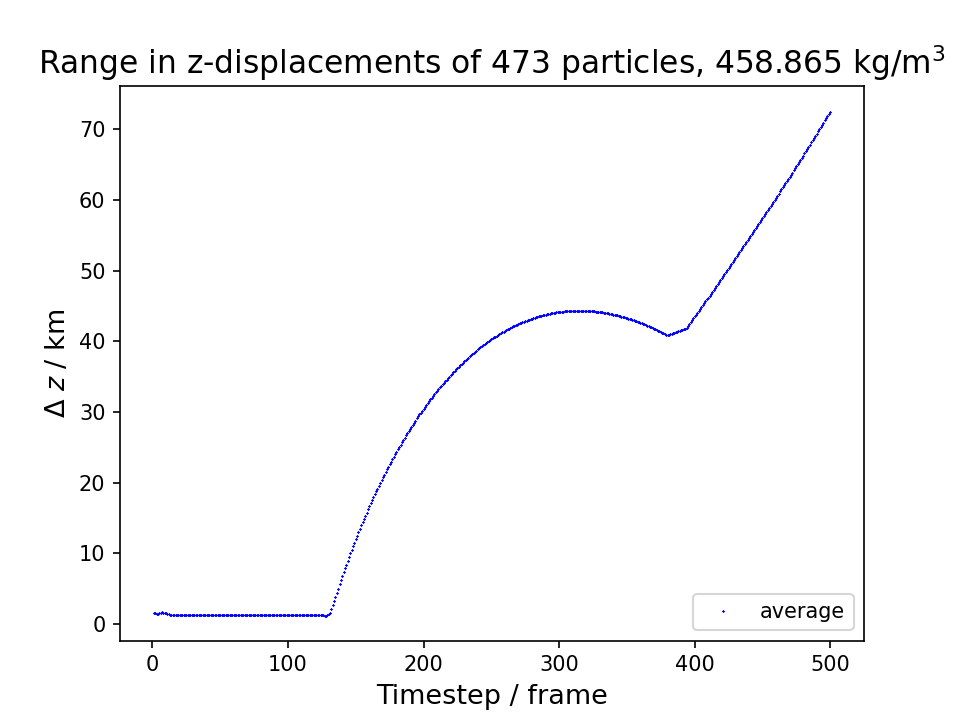 Range in z-displacements of 473 particles, 458.865 kg/m³
70
60
50
40
30
20
10
0
Δ z / km
average
0 100 200 300 400 500
Timestep / frame